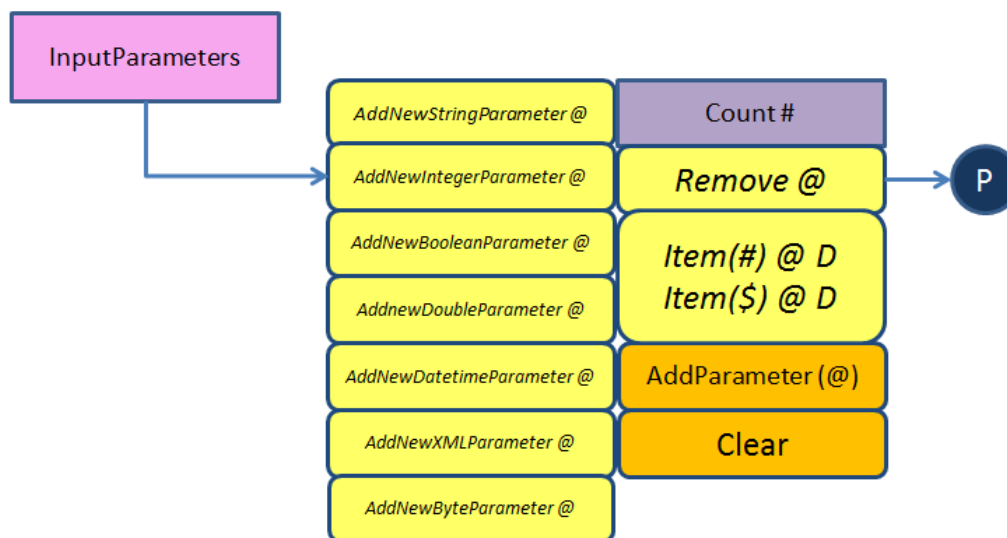 InputParameters
AddNewStringParameter @
Count #
AddNewIntegerParameter @
Remove @
P
AddNewBooleanParameter @
Item(#) @ D
Item($) @ D
AddnewDoubleParameter @
AddNewDatetimeParameter @
AddParameter (@)
AddNewXMLParameter @
Clear
AddNewByteParameter @